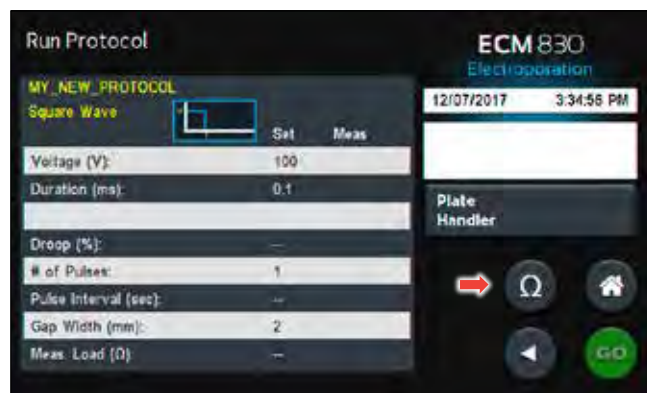 Run Protocol
ECM 830
Electroporation
MY_NEW_PROTOCOL
Square Wave
Set Meas
12/07/2017 3:34:56 PM
Voltage (V): 100
Duration (ms): 0.1
Plate
Handler
Droop (%): --
# of Pulses: 1
Pulse Interval (sec): --
Gap Width (mm): 2
Meas. Load (Ω) --
Ω
GO